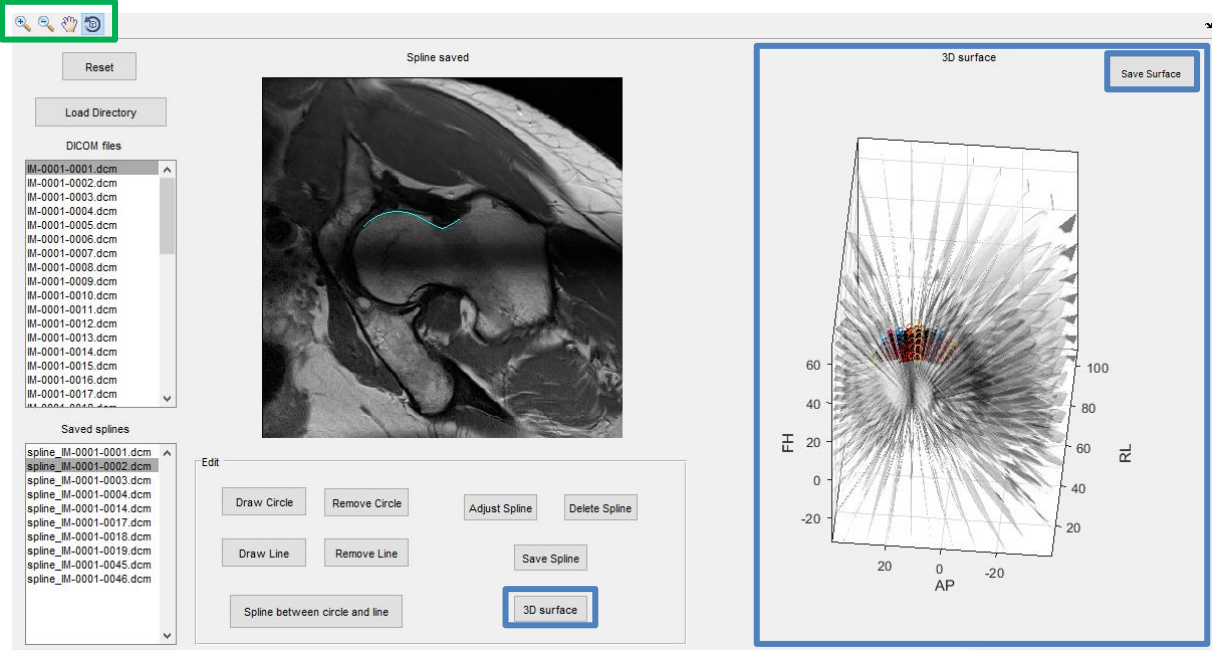 Reset
Load Directory
DICOM files
IM-0001-0001.dcm
IM-0001-0002.dcm
IM-0001-0003.dcm
IM-0001-0004.dcm
IM-0001-0005.dcm
IM-0001-0006.dcm
IM-0001-0007.dcm
IM-0001-0008.dcm
IM-0001-0009.dcm
IM-0001-0010.dcm
IM-0001-0011.dcm
IM-0001-0012.dcm
IM-0001-0013.dcm
IM-0001-0014.dcm
IM-0001-0015.dcm
IM-0001-0016.dcm
IM-0001-0017.dcm
Saved splines
spline_IM-0001-0001.dcm
spline_IM-0001-0002.dcm
spline_IM-0001-0003.dcm
spline_IM-0001-0004.dcm
spline_IM-0001-0014.dcm
spline_IM-0001-0017.dcm
spline_IM-0001-0018.dcm
spline_IM-0001-0019.dcm
spline_IM-0001-0045.dcm
spline_IM-0001-0046.dcm
Spline saved
Edit
Draw Circle
Remove Circle
Adjust Spline
Delete Spline
Draw Line
Remove Line
Save Spline
Spline between circle and line
3D surface
3D surface
Save Surface
60
40
20
0
-20
FH
20
0
-20
AP
100
80
60
40
20
RL